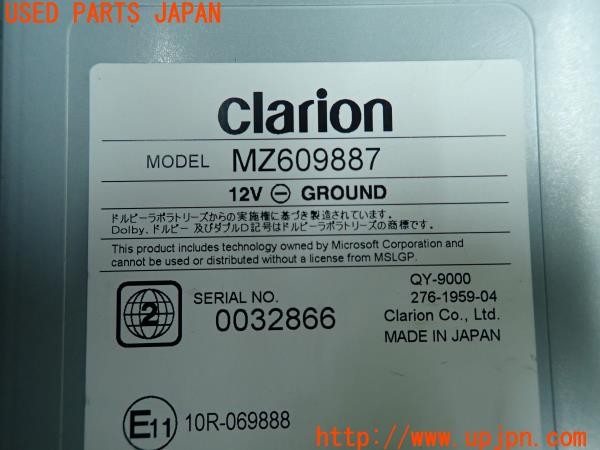 USED PARTS JAPAN
clarion
MODEL MZ609887
12V ⊖ GROUND
ドルビーラボラトリーズからの実施権に基づき製造されています。
Dolby、ドルビー 及びダブルD記号はドルビーラボラトリーズの商標です。
This product includes technology owned by Microsoft Corporation and
cannot be used or distributed without a license from MSLGP.
2
SERIAL NO.
0032866
QY-9000
276-1959-04
Clarion Co., Ltd.
MADE IN JAPAN
E11 10R-069888
(U.P.J) www.upjpn.com